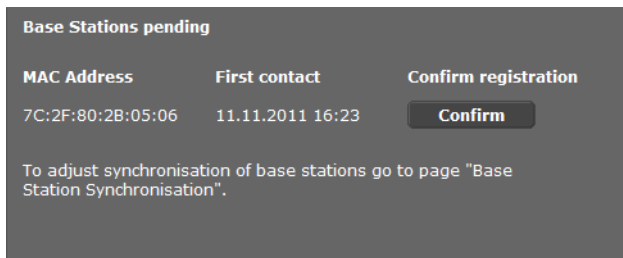 Base Stations pending
MAC Address First contact Confirm registration
7C:2F:80:2B:05:06 11.11.2011 16:23 Confirm
To adjust synchronisation of base stations go to page "Base
Station Synchronisation".